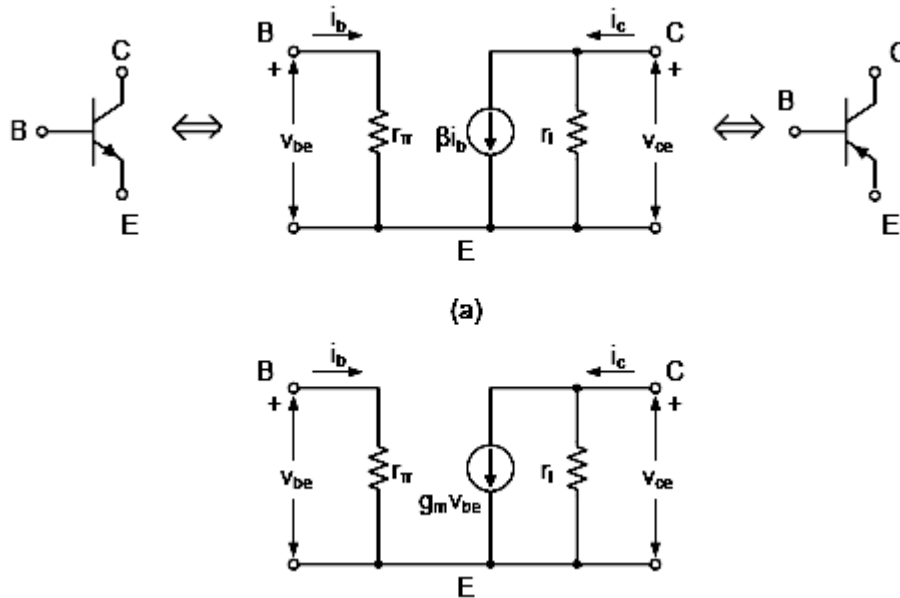 C
B
E
B
i_b
+
v_be
r_π
βi_b
r_i
i_c
C
+
v_ce
E
C
B
E
(a)
B
i_b
+
v_be
r_π
g_m v_be
r_i
i_c
C
+
v_ce
E